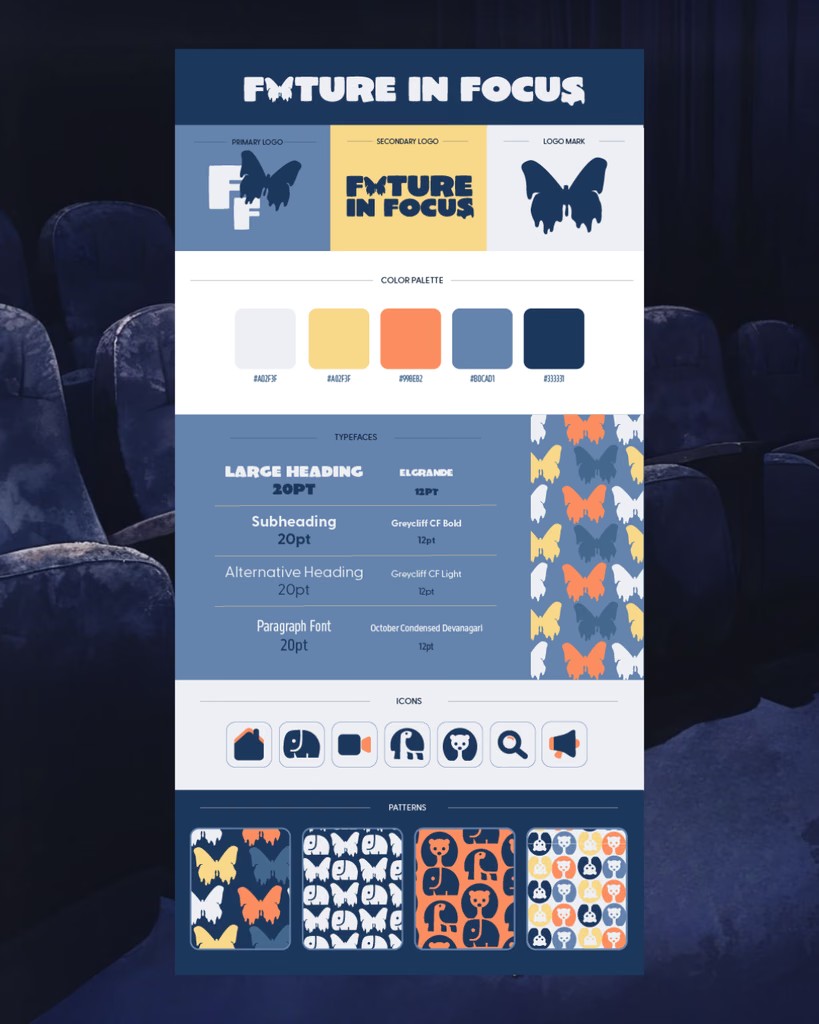 FUTURE IN FOCUS
PRIMARY LOGO
SECONDARY LOGO
LOGO MARK
F
F
FUTURE
IN FOCUS
COLOR PALETTE
#A02F3F
#A02F3F
#99BEB2
#B0CAD1
#333331
TYPEFACES
LARGE HEADING
20PT
ELGRANDE
12PT
Subheading
20pt
Greycliff CF Bold
12pt
Alternative Heading
20pt
Greycliff CF Light
12pt
Paragraph Font
20pt
October Condensed Devanagari
12pt
ICONS
PATTERNS